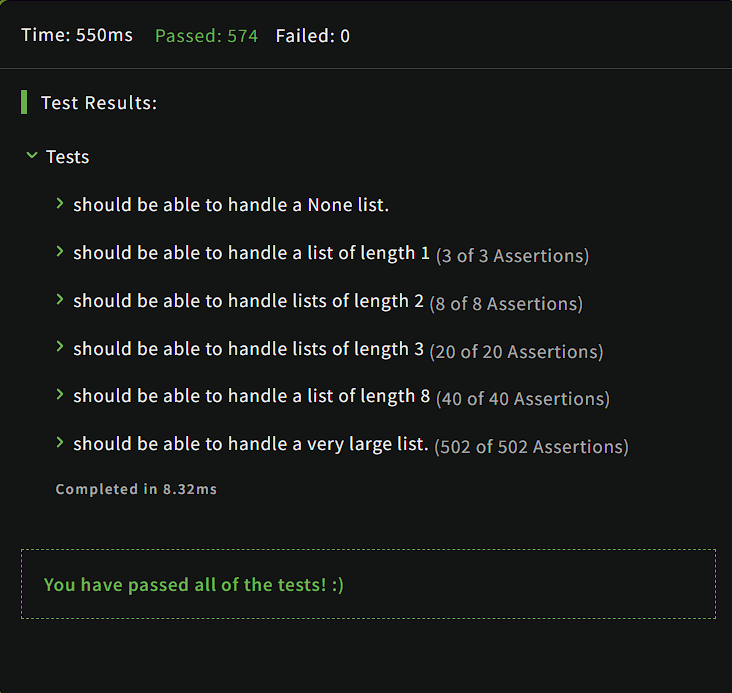 Time: 550ms Passed: 574 Failed: 0
Test Results:
Tests
should be able to handle a None list.
should be able to handle a list of length 1 (3 of 3 Assertions)
should be able to handle lists of length 2 (8 of 8 Assertions)
should be able to handle lists of length 3 (20 of 20 Assertions)
should be able to handle a list of length 8 (40 of 40 Assertions)
should be able to handle a very large list. (502 of 502 Assertions)
Completed in 8.32ms
You have passed all of the tests! :)